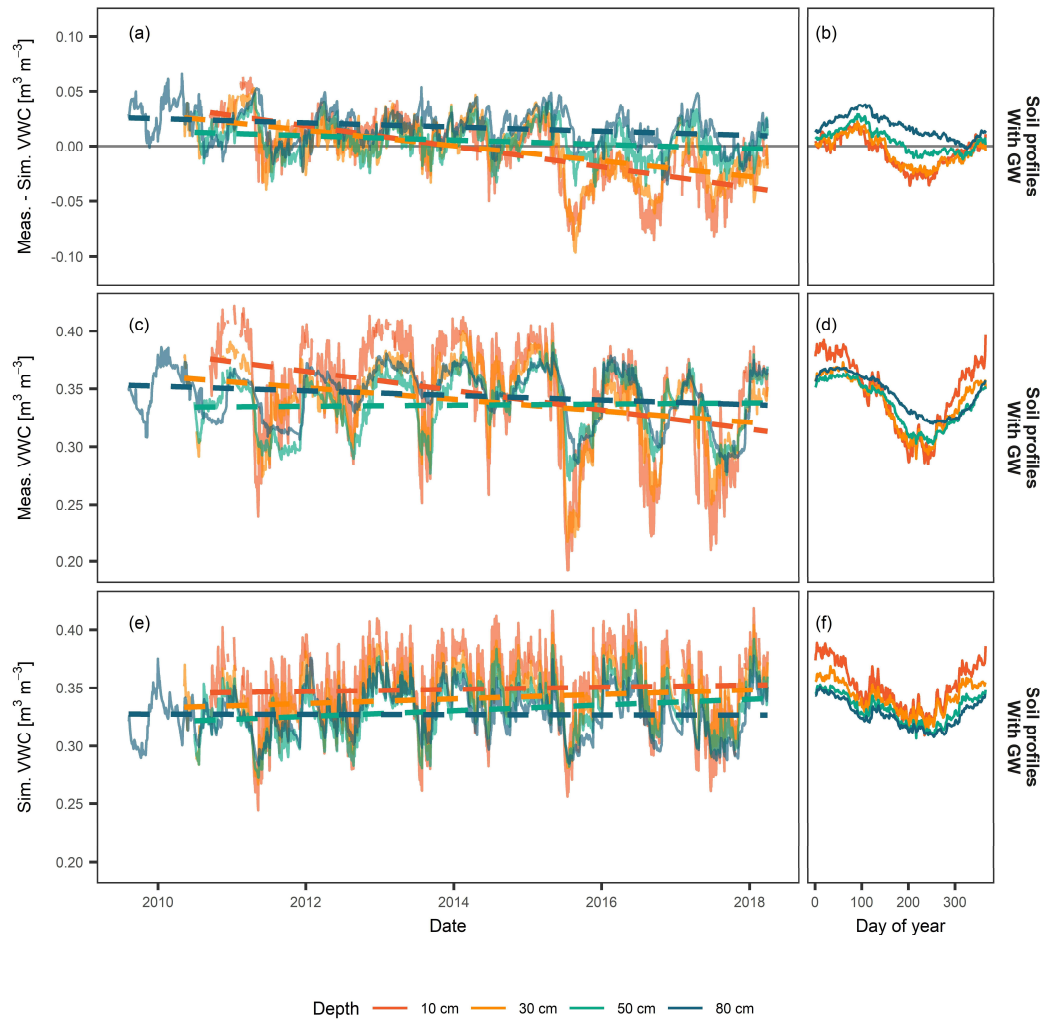 (a)
(b)
0.10
0.05
0.00
-0.05
-0.10
Meas. - Sim. VWC [m³ m⁻³]
Soil profiles
With GW
(c)
(d)
0.40
0.35
0.30
0.25
0.20
Meas. VWC [m³ m⁻³]
Soil profiles
With GW
(e)
(f)
0.40
0.35
0.30
0.25
0.20
Sim. VWC [m³ m⁻³]
Soil profiles
With GW
2010 2012 2014 2016 2018
0 100 200 300
Date
Day of year
Depth 10 cm 30 cm 50 cm 80 cm